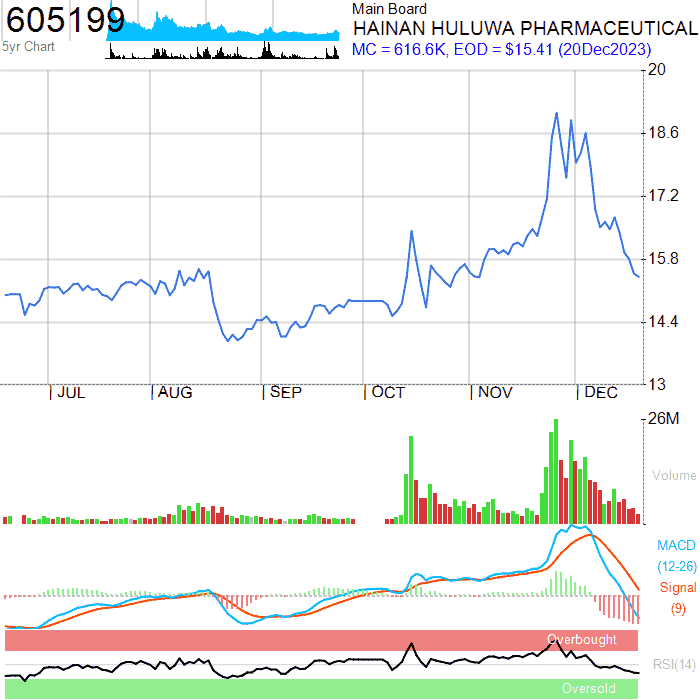 605199
5yr Chart
Main Board
HAINAN HULUWA PHARMACEUTICAL
MC = 616.6K, EOD = $15.41 (20Dec2023)
20
18.6
17.2
15.8
14.4
13
JUL AUG SEP OCT NOV DEC
26M
Volume
MACD
(12-26)
Signal
(9)
Overbought
RSI(14)
Oversold